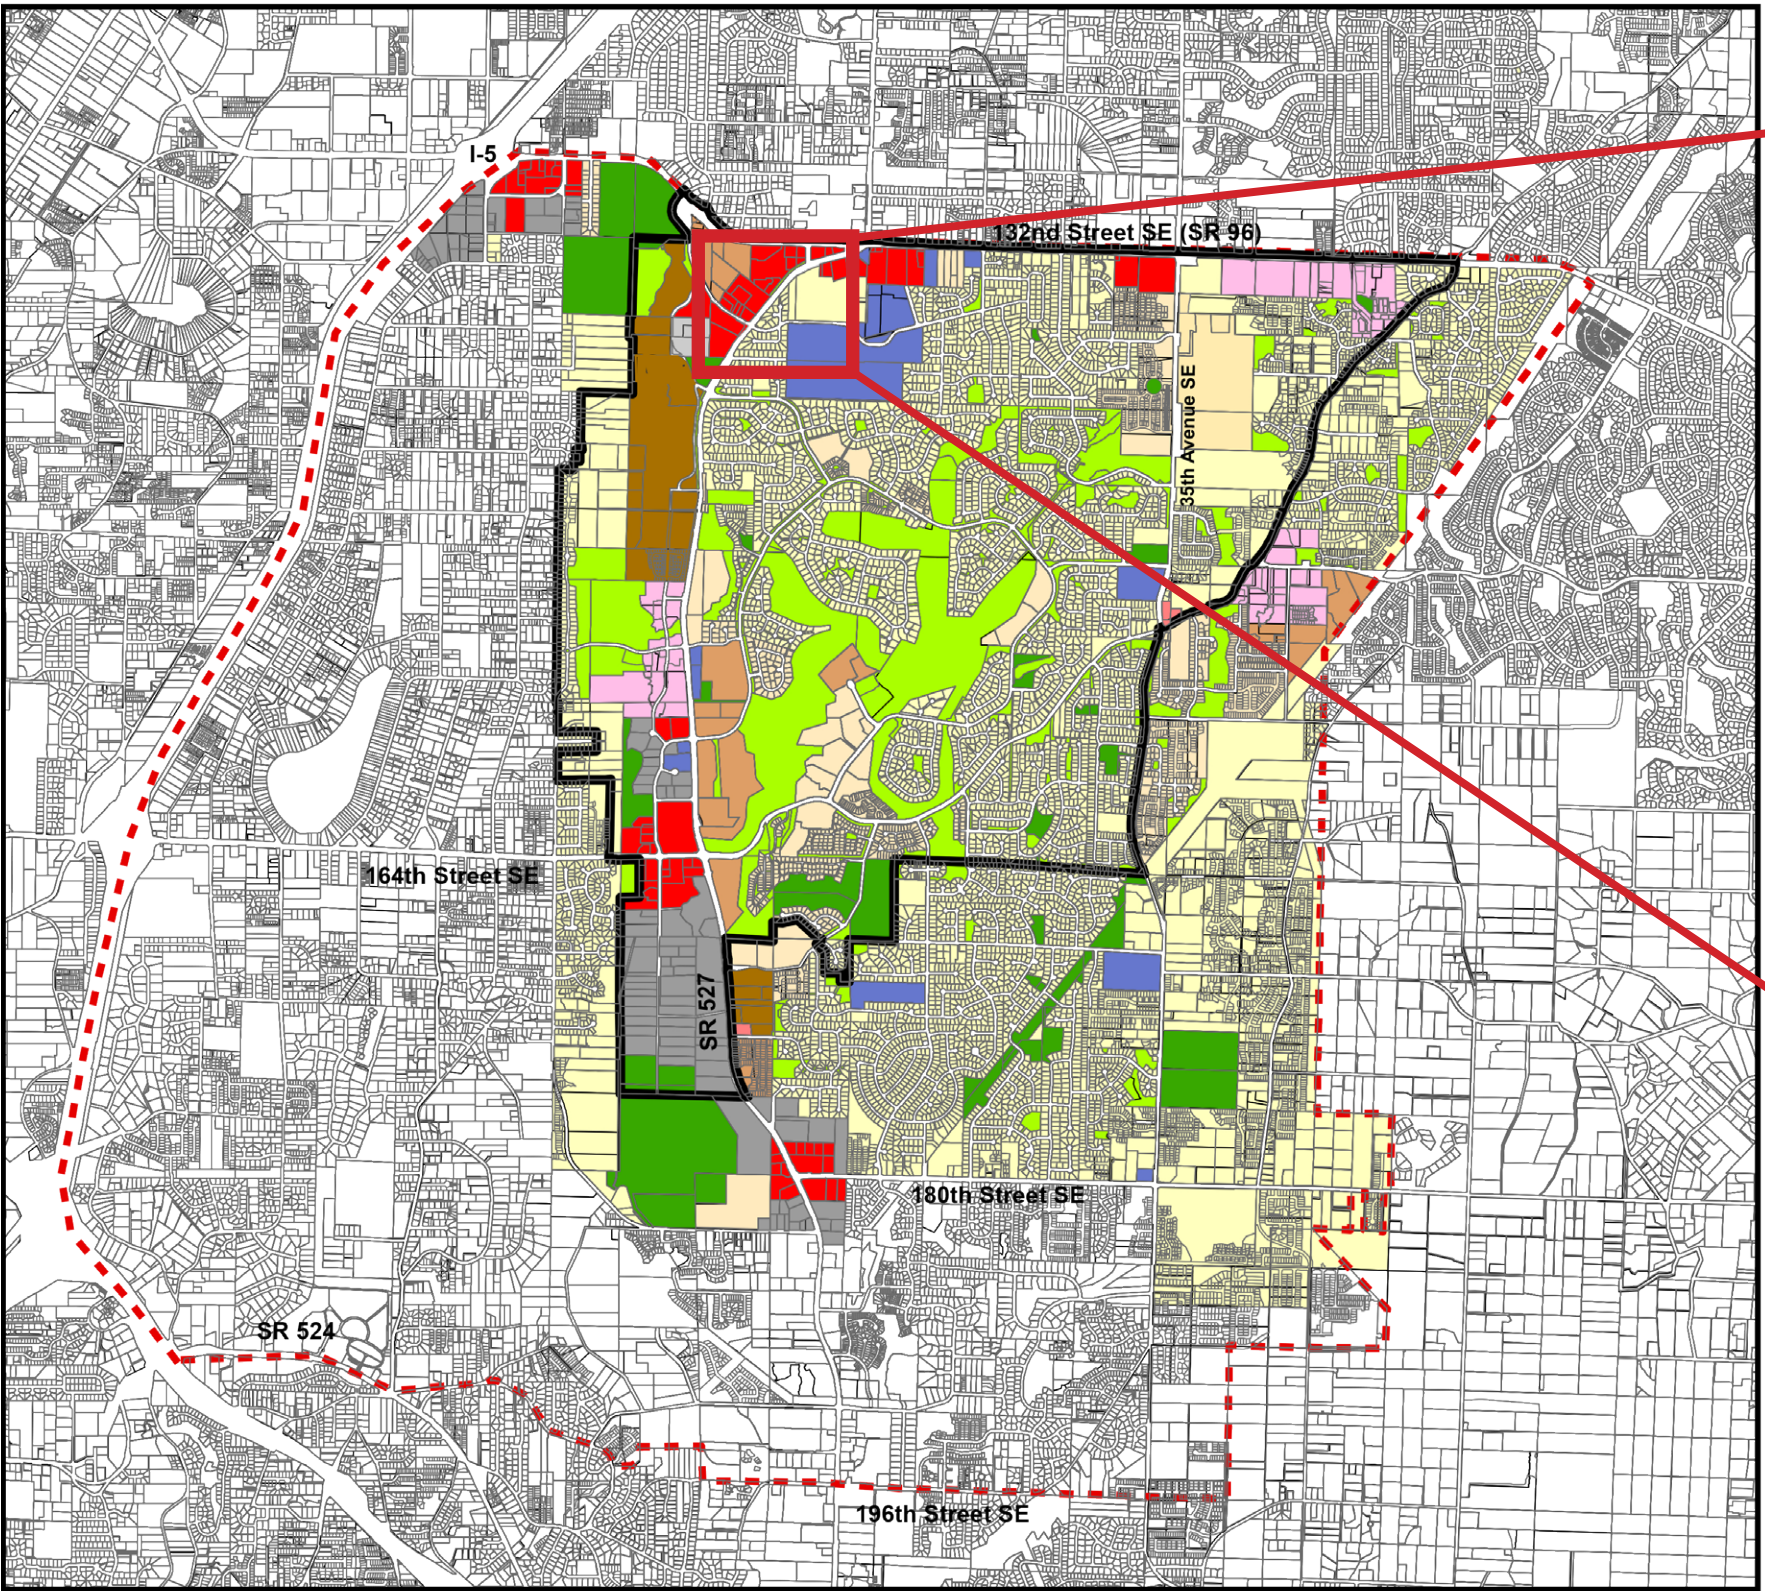 I-5
132nd Street SE (SR 96)
35th Avenue SE
164th Street SE
SR 527
180th Street SE
SR 524
196th Street SE